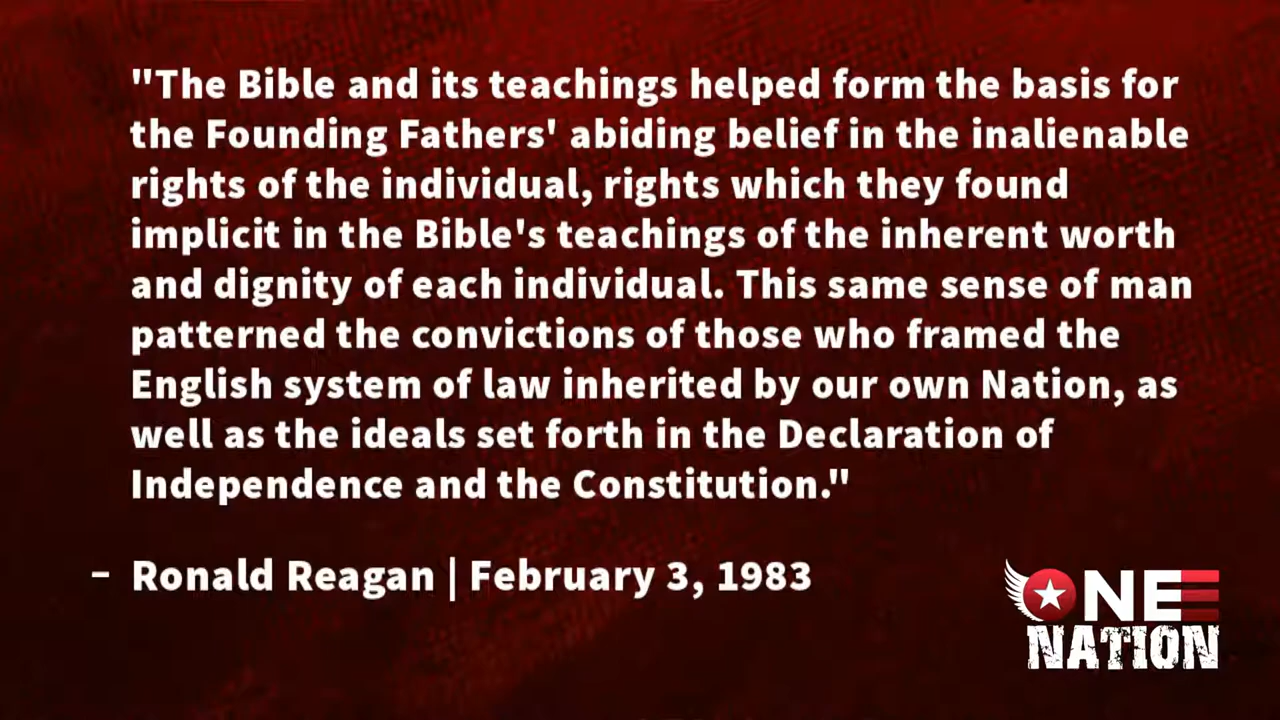 "The Bible and its teachings helped form the basis for
the Founding Fathers' abiding belief in the inalienable
rights of the individual, rights which they found
implicit in the Bible's teachings of the inherent worth
and dignity of each individual. This same sense of man
patterned the convictions of those who framed the
English system of law inherited by our own Nation, as
well as the ideals set forth in the Declaration of
Independence and the Constitution."
– Ronald Reagan | February 3, 1983
ONE
NATION